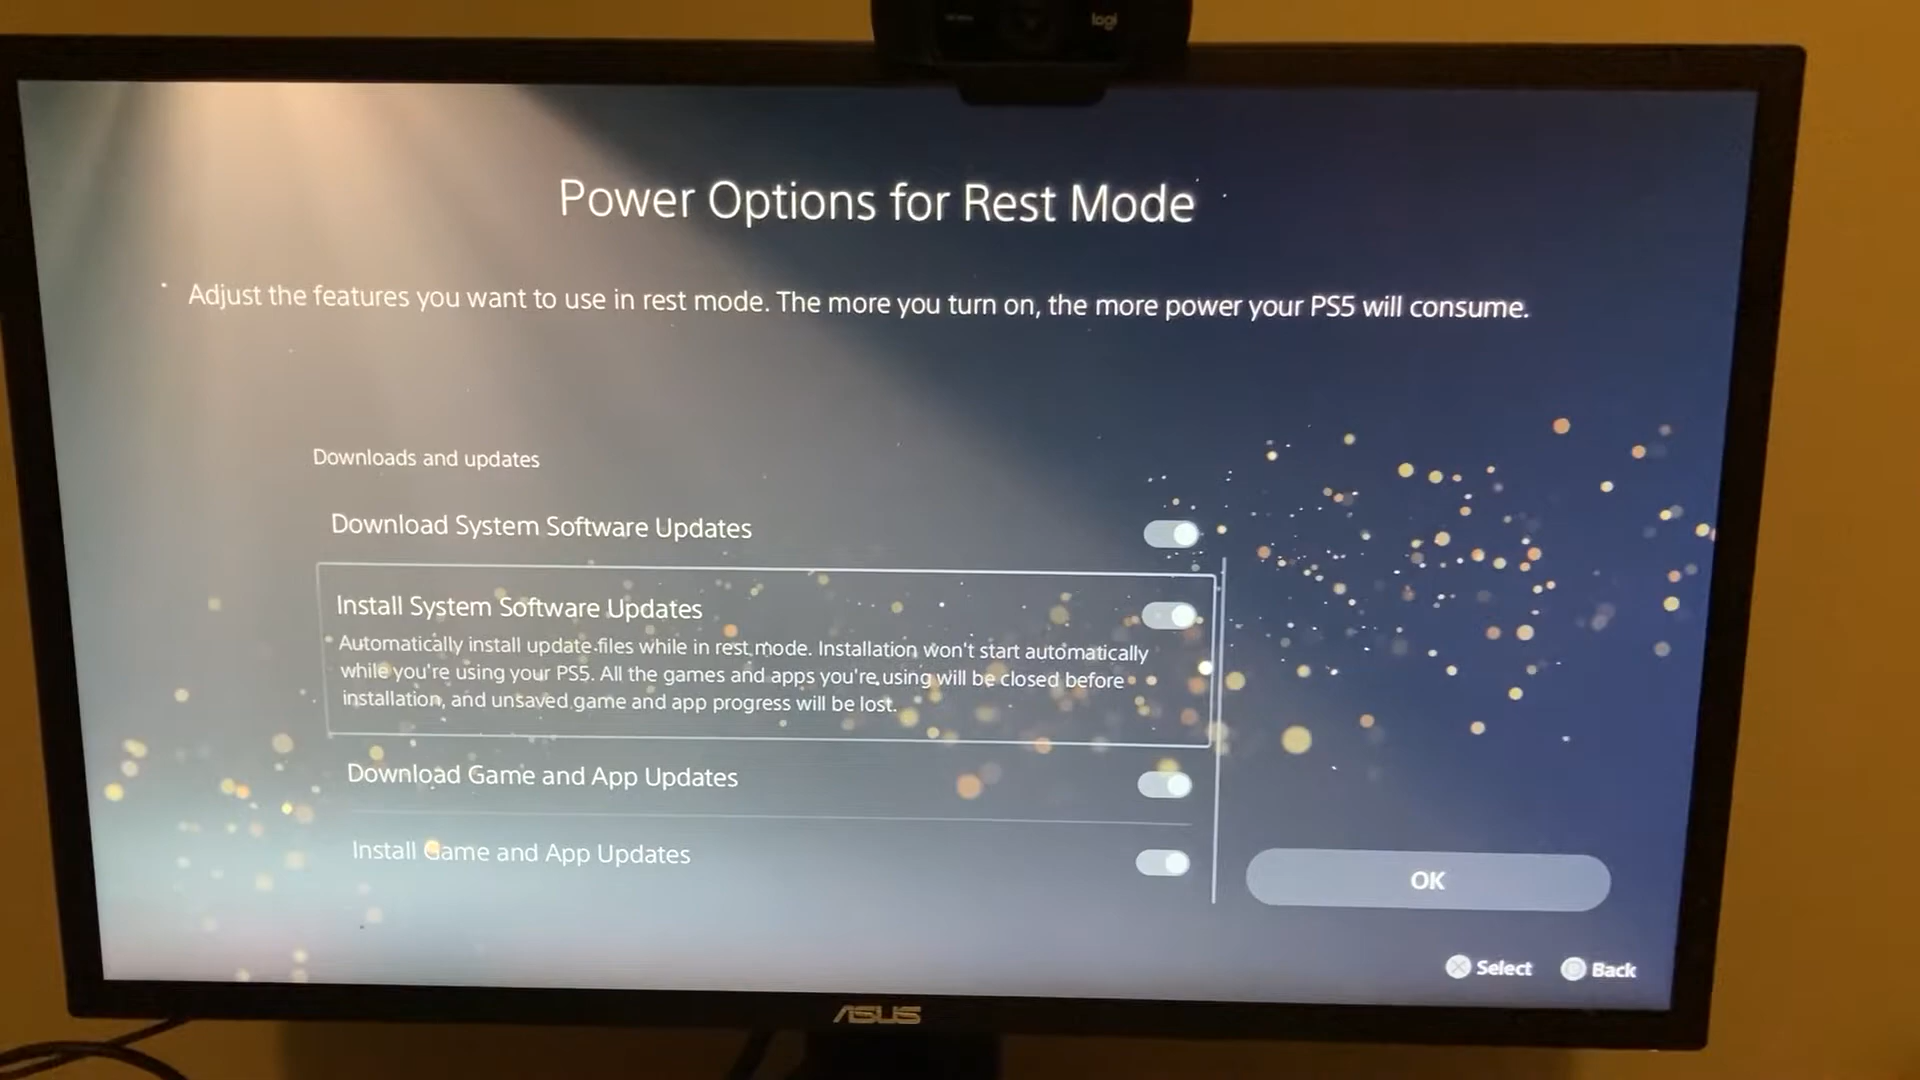 logi
Power Options for Rest Mode
Adjust the features you want to use in rest mode. The more you turn on, the more power your PS5 will consume.
Downloads and updates
Download System Software Updates
Install System Software Updates
Automatically install update files while in rest mode. Installation won't start automatically
while you're using your PS5. All the games and apps you're using will be closed before
installation, and unsaved game and app progress will be lost.
Download Game and App Updates
Install Game and App Updates
OK
Select
Back
ASUS